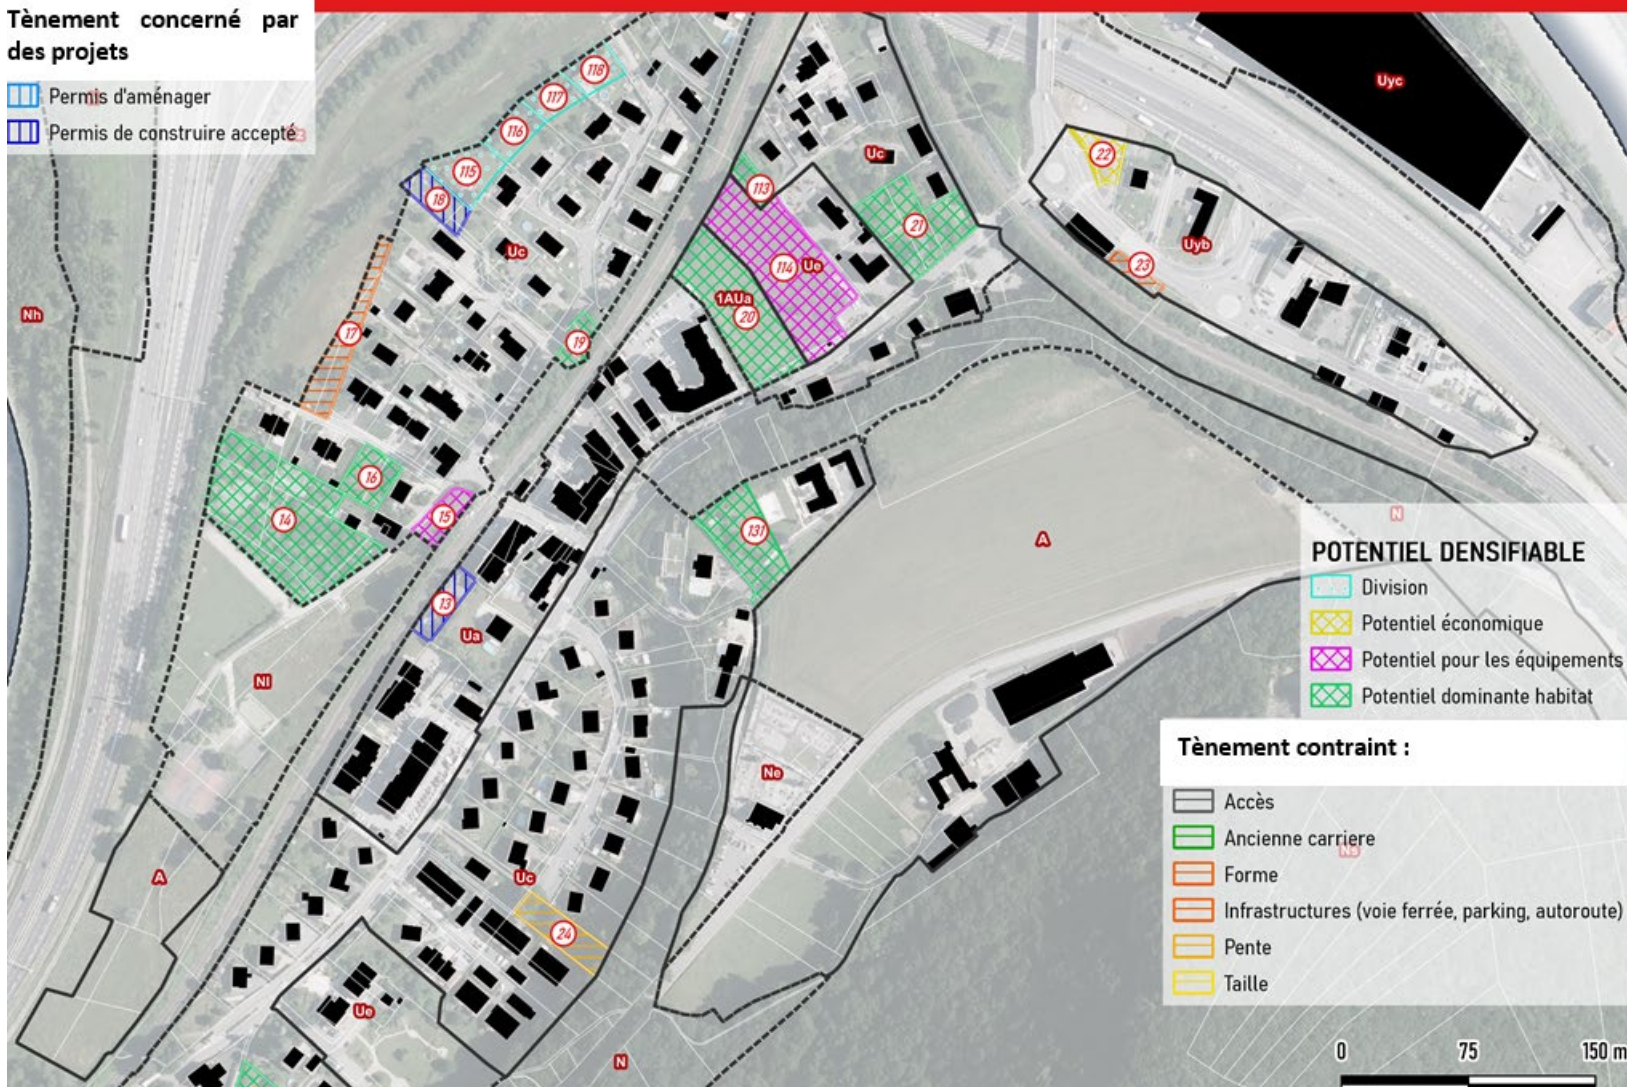 Tènement concerné par
des projets
Permis d'aménager
Permis de construire accepté
118
117
116
115
18
Uc
17
19
16
14
15
Nh
Nl
A
13
Ua
113
Uc
21
114
Ue
1AUa
20
22
Uyb
23
Uyc
131
A
N
Ne
Uc
24
Ue
N
POTENTIEL DENSIFIABLE
Division
Potentiel économique
Potentiel pour les équipements
Potentiel dominante habitat
Tènement contraint :
Accès
Ancienne carriere
Forme
Infrastructures (voie ferrée, parking, autoroute)
Pente
Taille
0 75 150 m